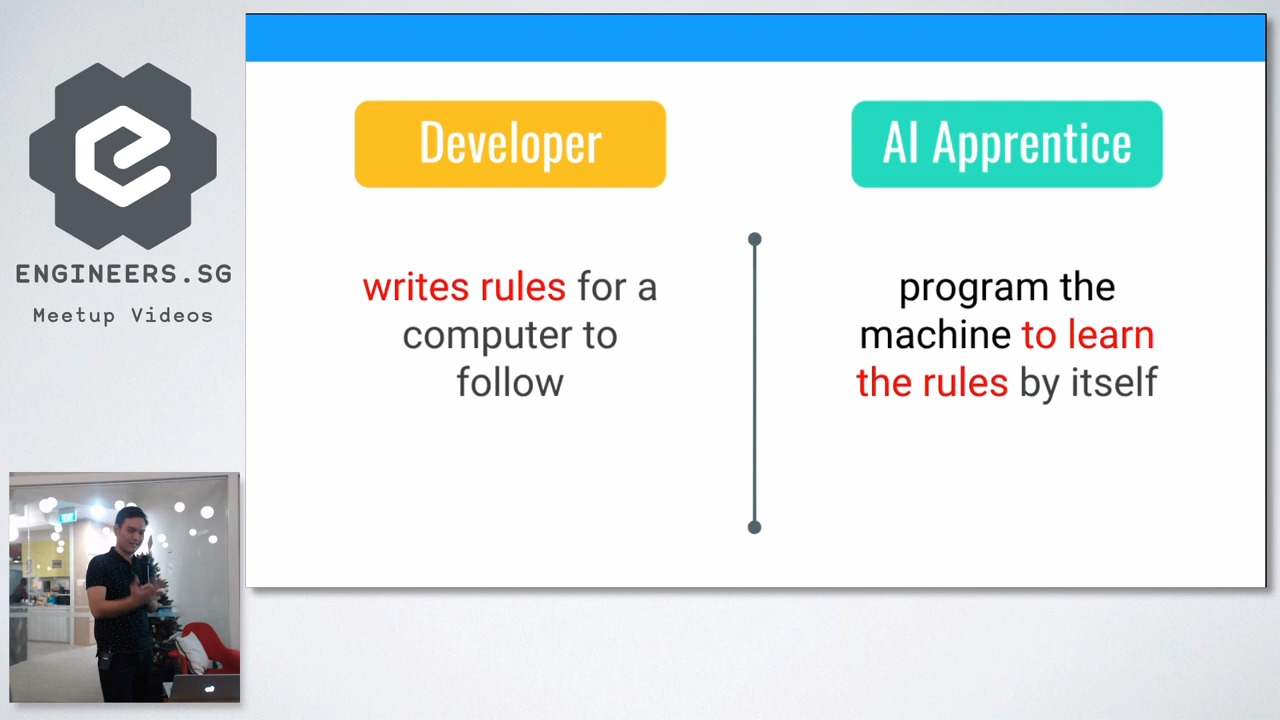 ENGINEERS.SG
Meetup Videos
Developer
writes rules for a
computer to
follow
AI Apprentice
program the
machine to learn
the rules by itself